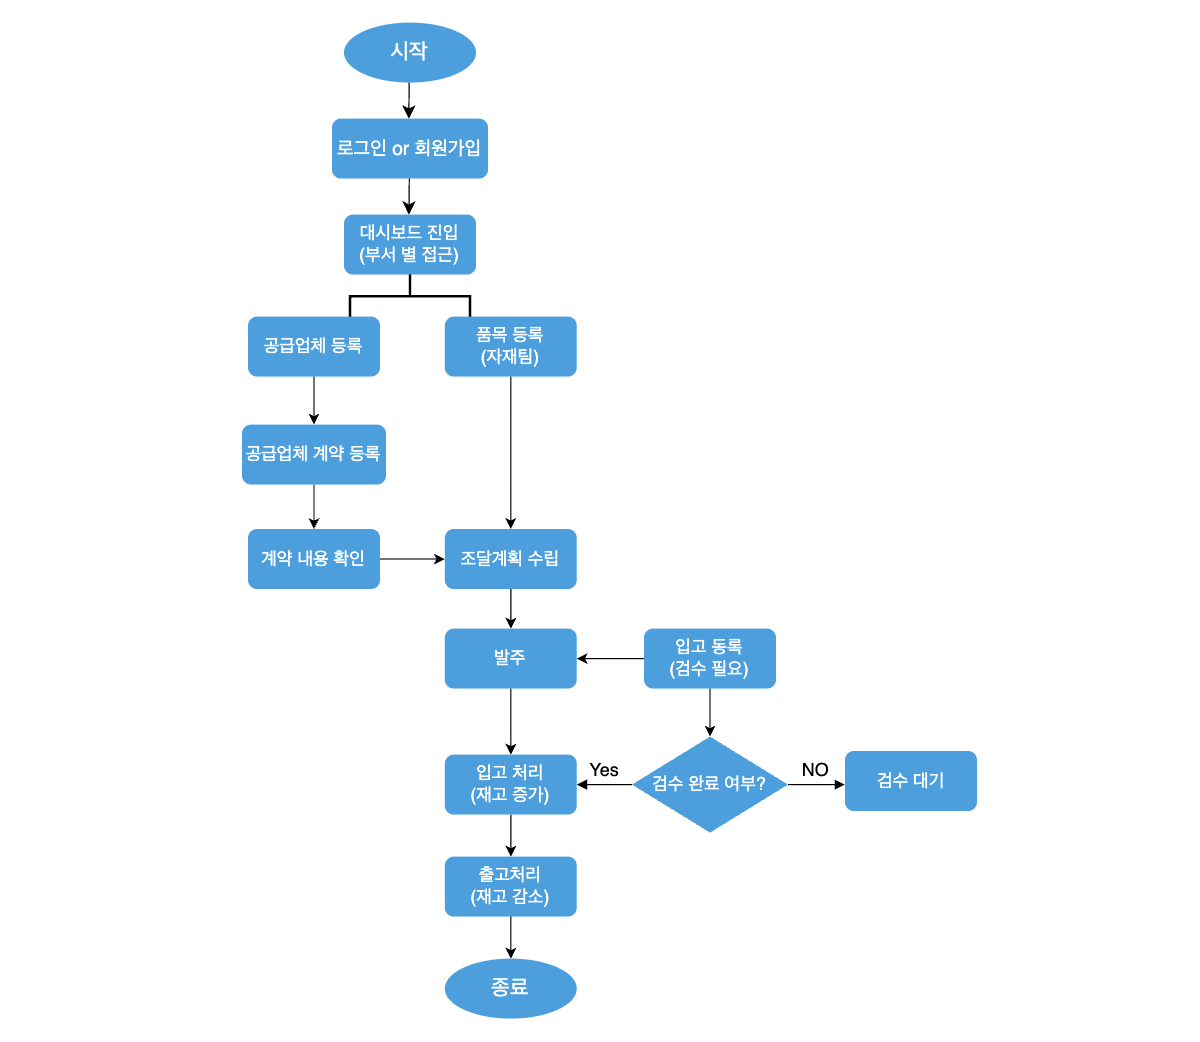 시작
로그인 or 회원가입
대시보드 진입
(부서 별 접근)
공급업체 등록
품목 등록
(자재팀)
공급업체 계약 등록
계약 내용 확인
조달계획 수립
발주
입고 동록
(검수 필요)
입고 처리
(재고 증가)
Yes
검수 완료 여부?
NO
검수 대기
출고처리
(재고 감소)
종료